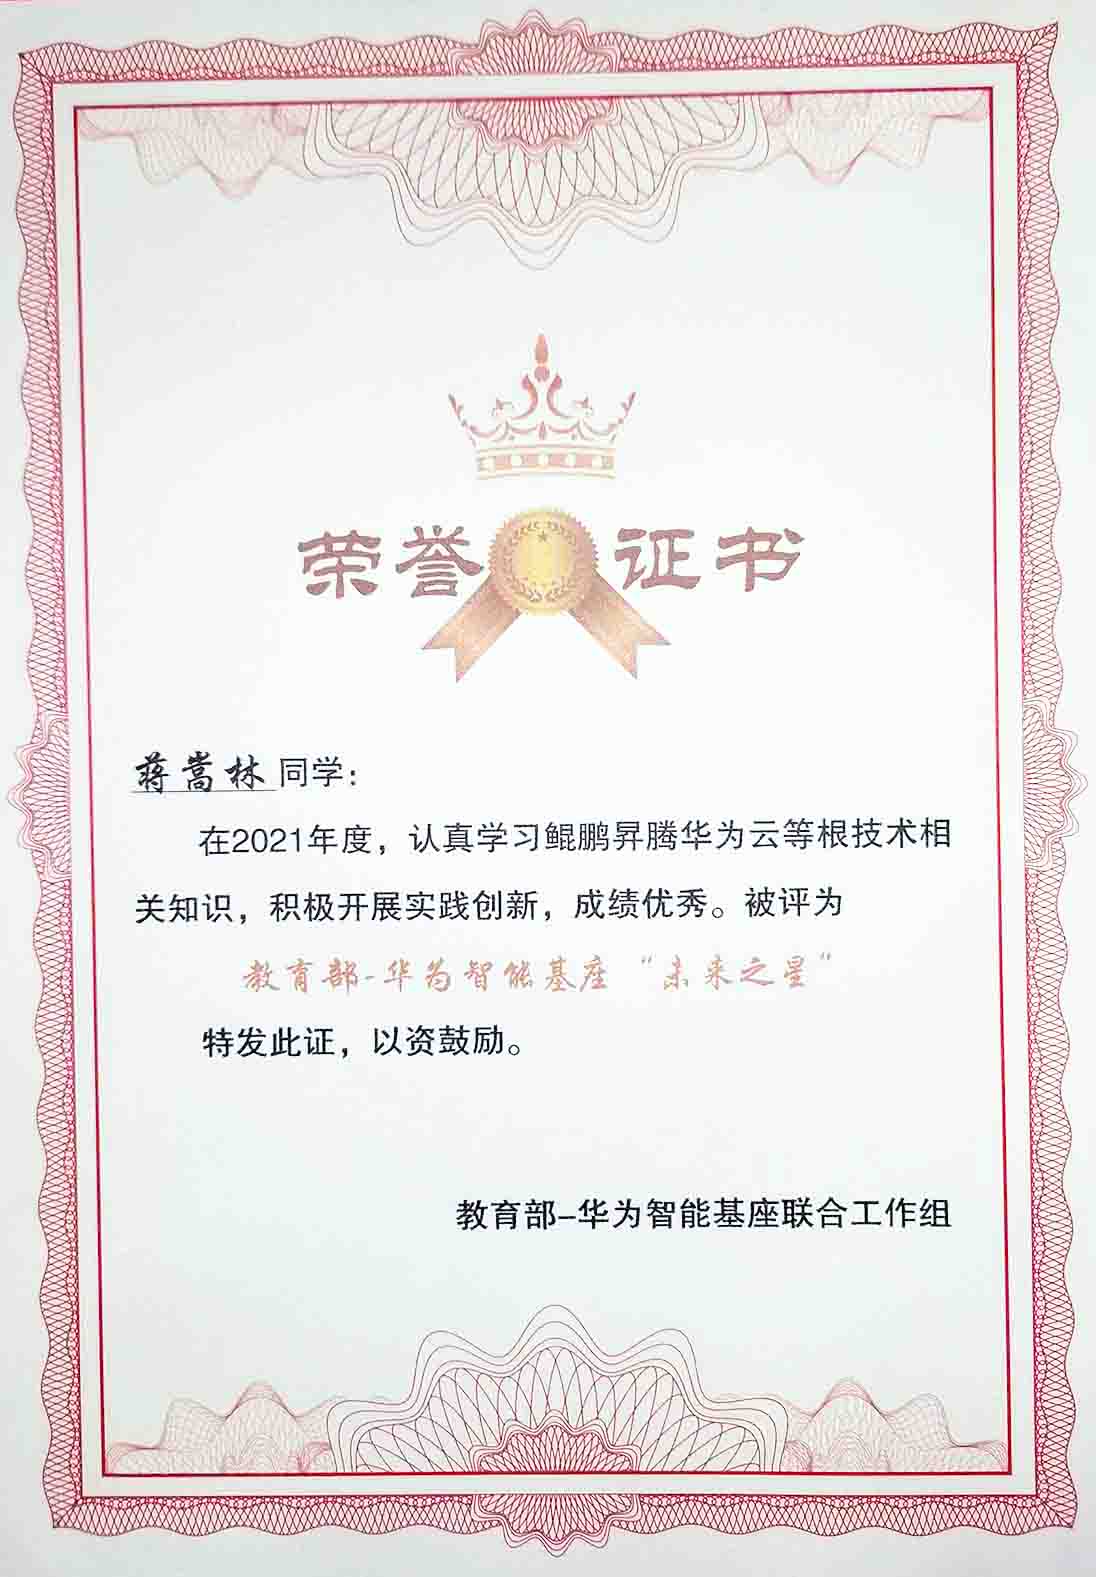 荣誉证书
蒋嵩林同学：
在2021年度，认真学习鲲鹏昇腾华为云等根技术相
关知识，积极开展实践创新，成绩优秀。被评为
教育部-华为智能基座“未来之星”
特发此证，以资鼓励。
教育部-华为智能基座联合工作组